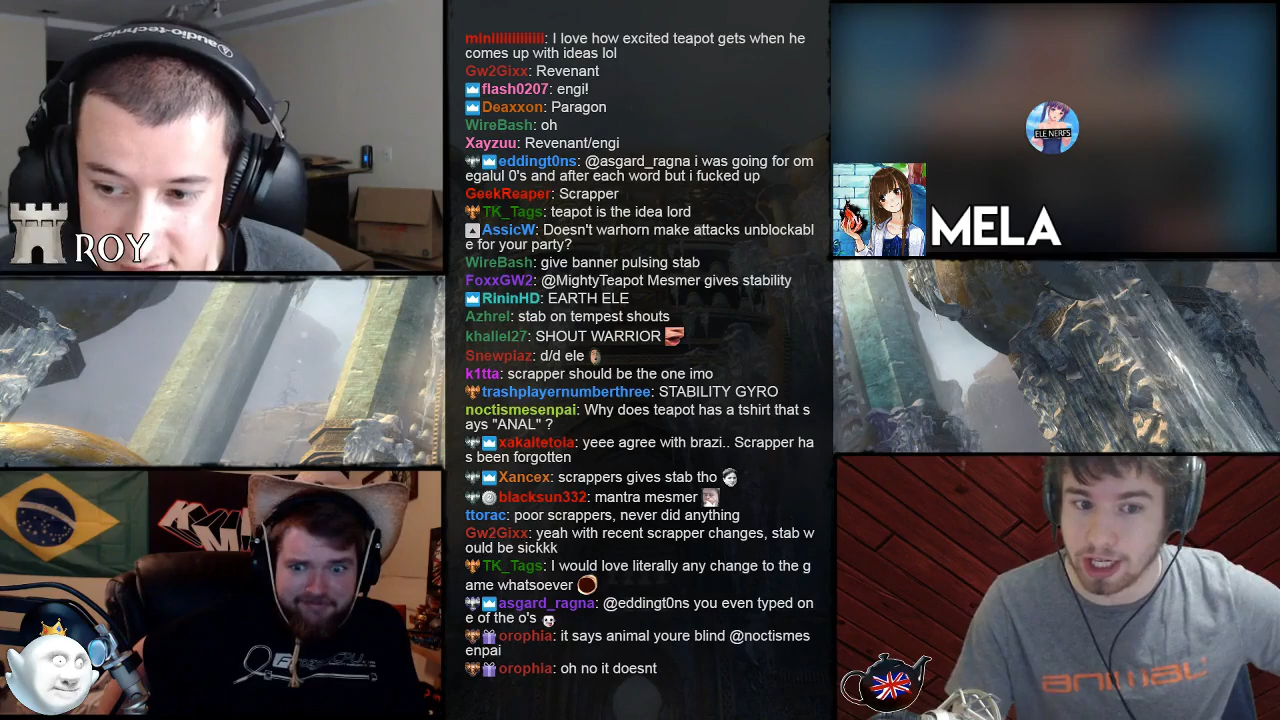 audio-technica
ROY
minliiiiiiiiiiiii: I love how excited teapot gets when he
comes up with ideas lol
Gw2Gixx: Revenant
flash0207: engi!
Deaxxon: Paragon
WireBash: oh
Xayzuu: Revenant/engi
eddingt0ns: @asgard_ragna i was going for om
egalul 0's and after each word but i fucked up
GeekReaper: Scrapper
TK_Tags: teapot is the idea lord
AssicW: Doesn't warhorn make attacks unblockabl
e for your party?
WireBash: give banner pulsing stab
FoxxGW2: @MightyTeapot Mesmer gives stability
RininHD: EARTH ELE
Azhrel: stab on tempest shouts
khallel27: SHOUT WARRIOR
Snewpiaz: d/d ele
k1tta: scrapper should be the one imo
trashplayernumberthree: STABILITY GYRO
noctismesenpai: Why does teapot has a tshirt that s
ays "ANAL" ?
xakaltetoia: yeee agree with brazi.. Scrapper ha
s been forgotten
Xancex: scrappers gives stab tho
blacksun332: mantra mesmer
ttorac: poor scrappers, never did anything
Gw2Gixx: yeah with recent scrapper changes, stab w
ould be sickkk
TK_Tags: I would love literally any change to the g
ame whatsoever
asgard_ragna: @eddingt0ns you even typed on
e of the o's
orophia: it says animal youre blind @noctismes
enpai
orophia: oh no it doesnt
ELE NERFS
MELA
animal